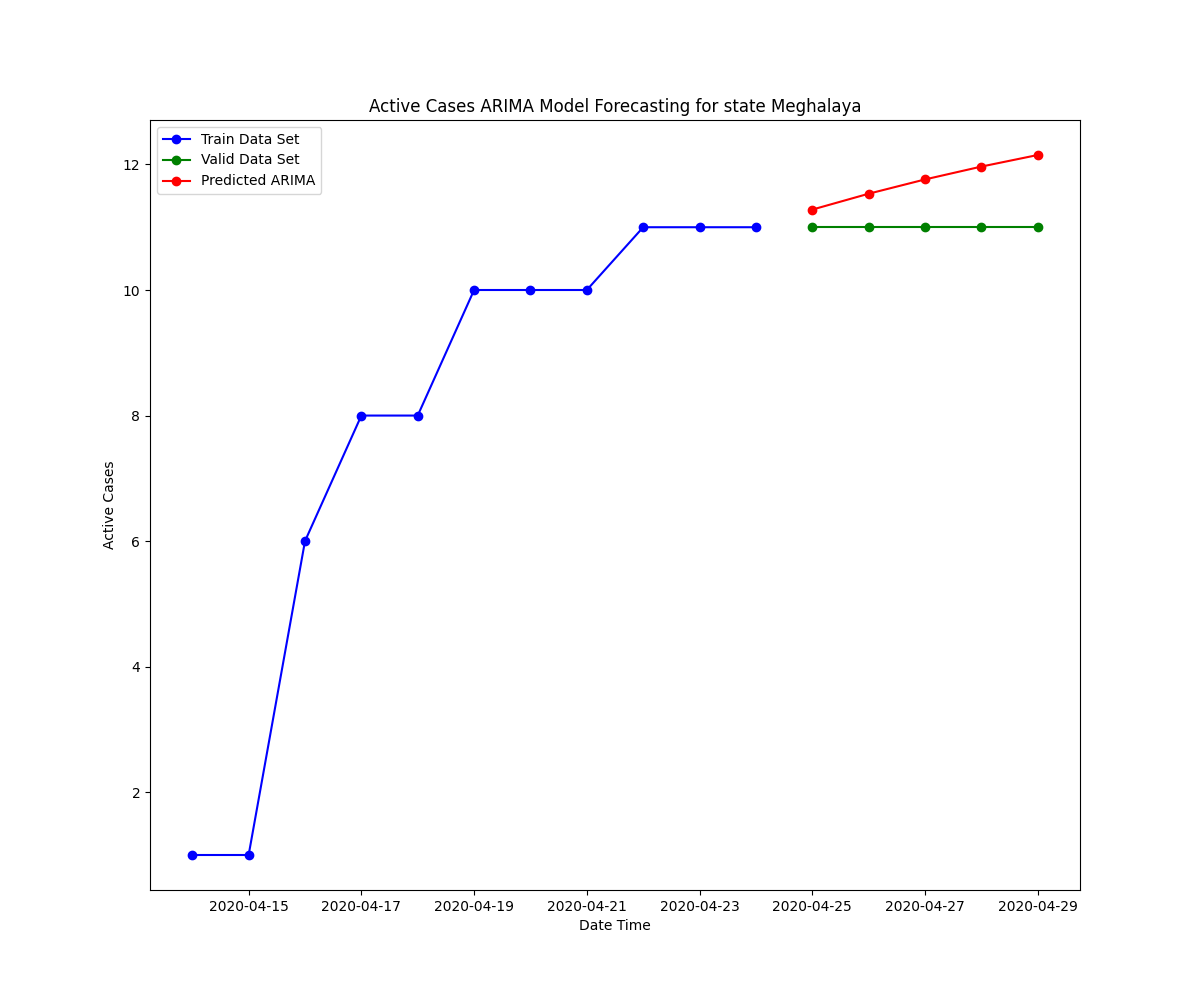 Active Cases ARIMA Model Forecasting for state Meghalaya
Train Data Set
Valid Data Set
Predicted ARIMA
12
10
8
6
4
2
Active Cases
2020-04-15 2020-04-17 2020-04-19 2020-04-21 2020-04-23 2020-04-25 2020-04-27 2020-04-29
Date Time